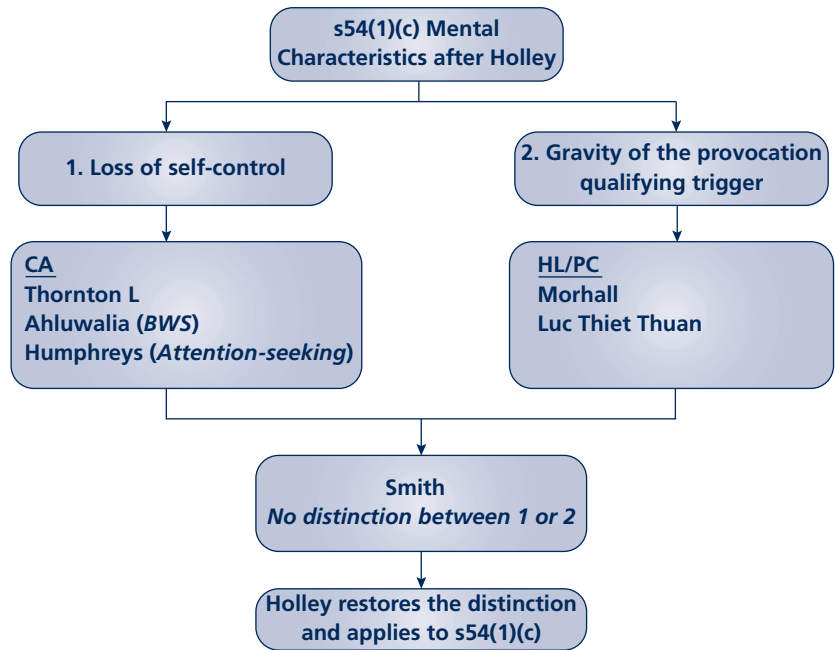 s54(1)(c) Mental
Characteristics after Holley
1. Loss of self-control
2. Gravity of the provocation
qualifying trigger
CA
Thornton L
Ahluwalia (BWS)
Humphreys (Attention-seeking)
HL/PC
Morhall
Luc Thiet Thuan
Smith
No distinction between 1 or 2
Holley restores the distinction
and applies to s54(1)(c)